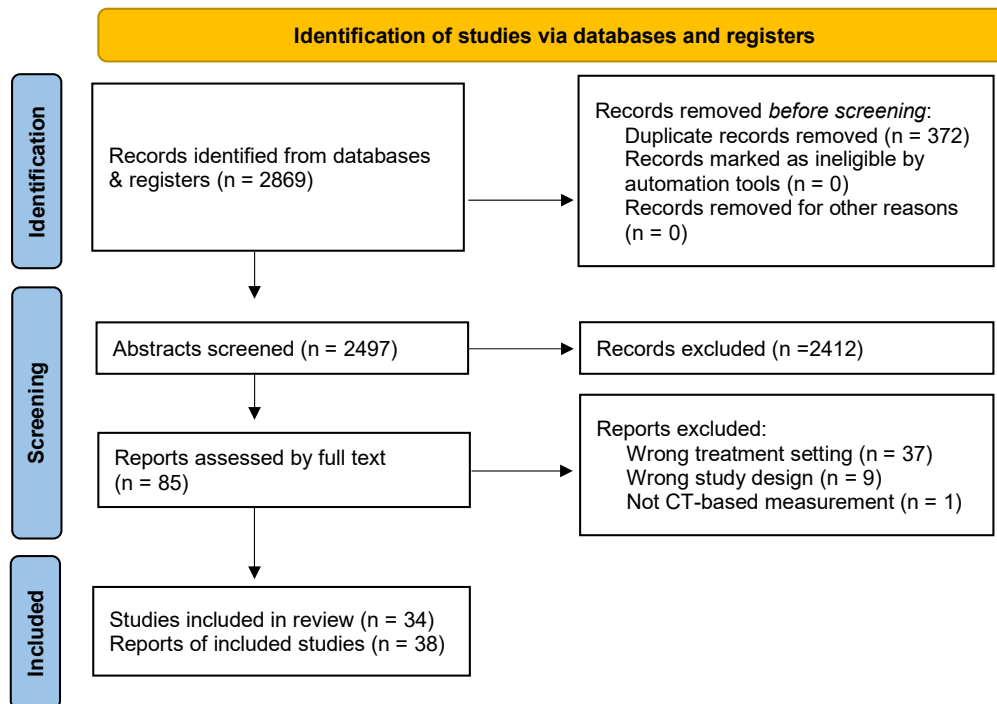 Identification of studies via databases and registers
Identification
Records identified from databases
& registers (n = 2869)
Records removed before screening:
Duplicate records removed (n = 372)
Records marked as ineligible by
automation tools (n = 0)
Records removed for other reasons
(n = 0)
Screening
Abstracts screened (n = 2497)
Records excluded (n =2412)
Reports assessed by full text
(n = 85)
Reports excluded:
Wrong treatment setting (n = 37)
Wrong study design (n = 9)
Not CT-based measurement (n = 1)
Included
Studies included in review (n = 34)
Reports of included studies (n = 38)